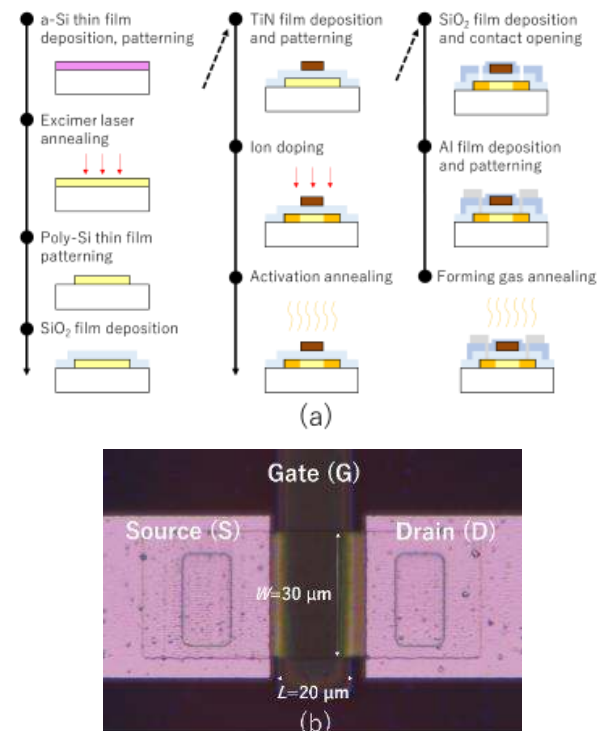 a-Si thin film
deposition, patterning
Excimer laser
annealing
Poly-Si thin film
patterning
SiO₂ film deposition
TiN film deposition
and patterning
Ion doping
Activation annealing
SiO₂ film deposition
and contact opening
Al film deposition
and patterning
Forming gas annealing
(a)
Gate (G)
Source (S)
Drain (D)
W=30 μm
L=20 μm
(b)